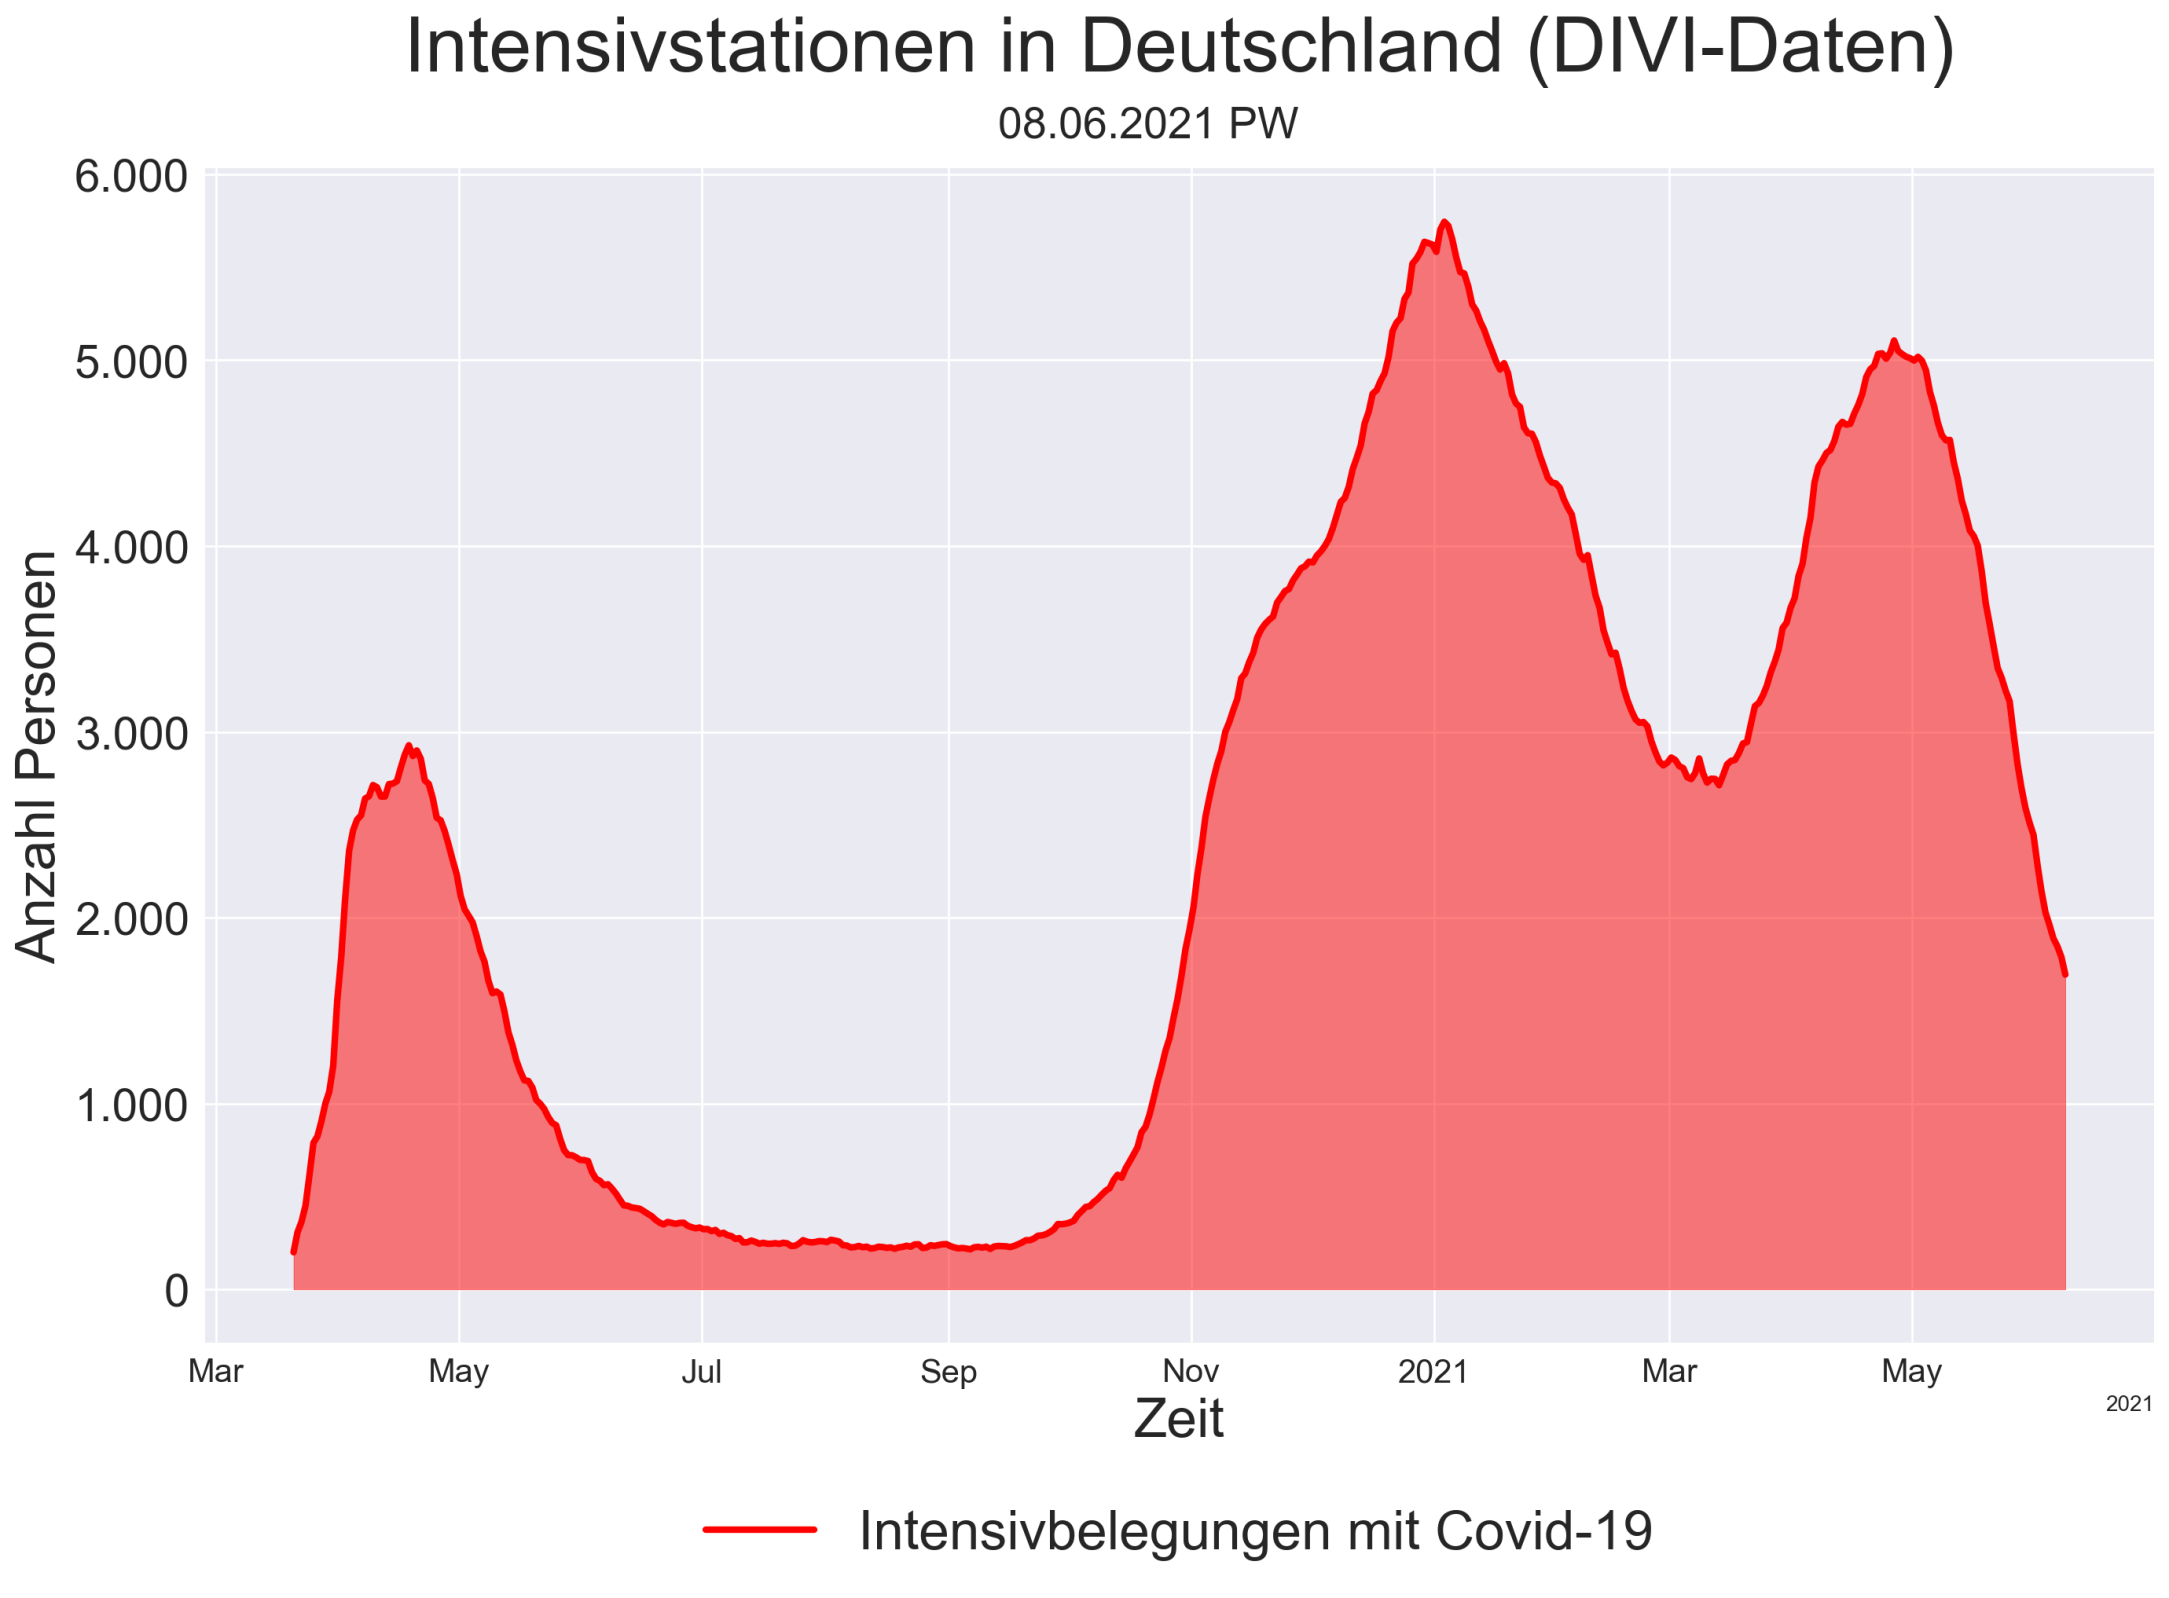 Intensivstationen in Deutschland (DIVI-Daten)
08.06.2021 PW
6.000
5.000
4.000
3.000
2.000
1.000
0
Anzahl Personen
Mar May Jul Sep Nov 2021 Mar May
2021
Zeit
Intensivbelegungen mit Covid-19